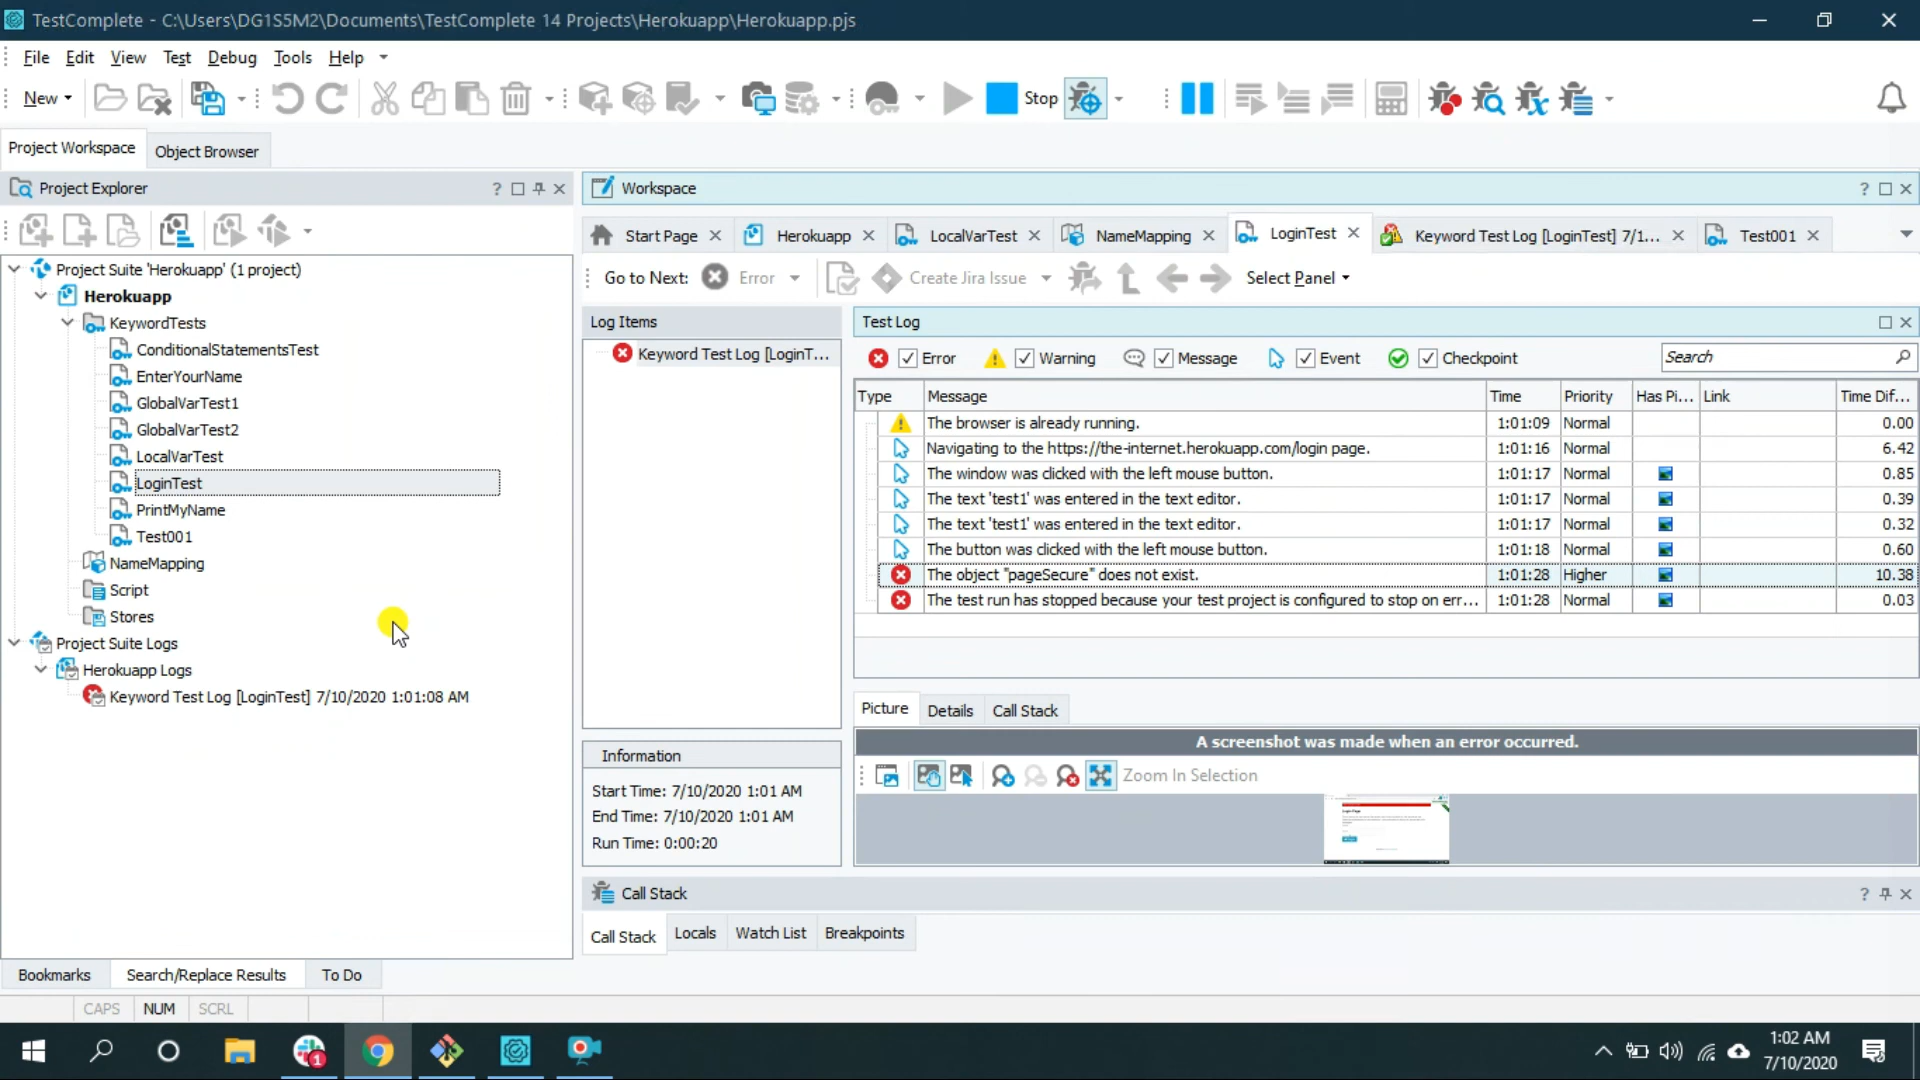 TestComplete - C:\Users\DG1S5M2\Documents\TestComplete 14 Projects\Herokuapp\Herokuapp.pjs
File Edit View Test Debug Tools Help
New Stop
Project Workspace Object Browser
Project Explorer
Project Suite 'Herokuapp' (1 project)
Herokuapp
KeywordTests
ConditionalStatementsTest
EnterYourName
GlobalVarTest1
GlobalVarTest2
LocalVarTest
LoginTest
PrintMyName
Test001
NameMapping
Script
Stores
Project Suite Logs
Herokuapp Logs
Keyword Test Log [LoginTest] 7/10/2020 1:01:08 AM
Bookmarks Search/Replace Results To Do
Workspace
Start Page Herokuapp LocalVarTest NameMapping LoginTest Keyword Test Log [LoginTest] 7/1... Test001
Go to Next: Error Create Jira Issue Select Panel
Log Items
Keyword Test Log [LoginT...
Information
Start Time: 7/10/2020 1:01 AM
End Time: 7/10/2020 1:01 AM
Run Time: 0:00:20
Test Log
Error Warning Message Event Checkpoint Search
Type Message Time Priority Has Pi... Link Time Dif...
The browser is already running. 1:01:09 Normal 0.00
Navigating to the https://the-internet.herokuapp.com/login page. 1:01:16 Normal 6.42
The window was clicked with the left mouse button. 1:01:17 Normal 0.85
The text 'test1' was entered in the text editor. 1:01:17 Normal 0.39
The text 'test1' was entered in the text editor. 1:01:17 Normal 0.32
The button was clicked with the left mouse button. 1:01:18 Normal 0.60
The object "pageSecure" does not exist. 1:01:28 Higher 10.38
The test run has stopped because your test project is configured to stop on err... 1:01:28 Normal 0.03
Picture Details Call Stack
A screenshot was made when an error occurred.
Zoom In Selection
Call Stack
Call Stack Locals Watch List Breakpoints
CAPS NUM SCRL
1
1:02 AM
7/10/2020